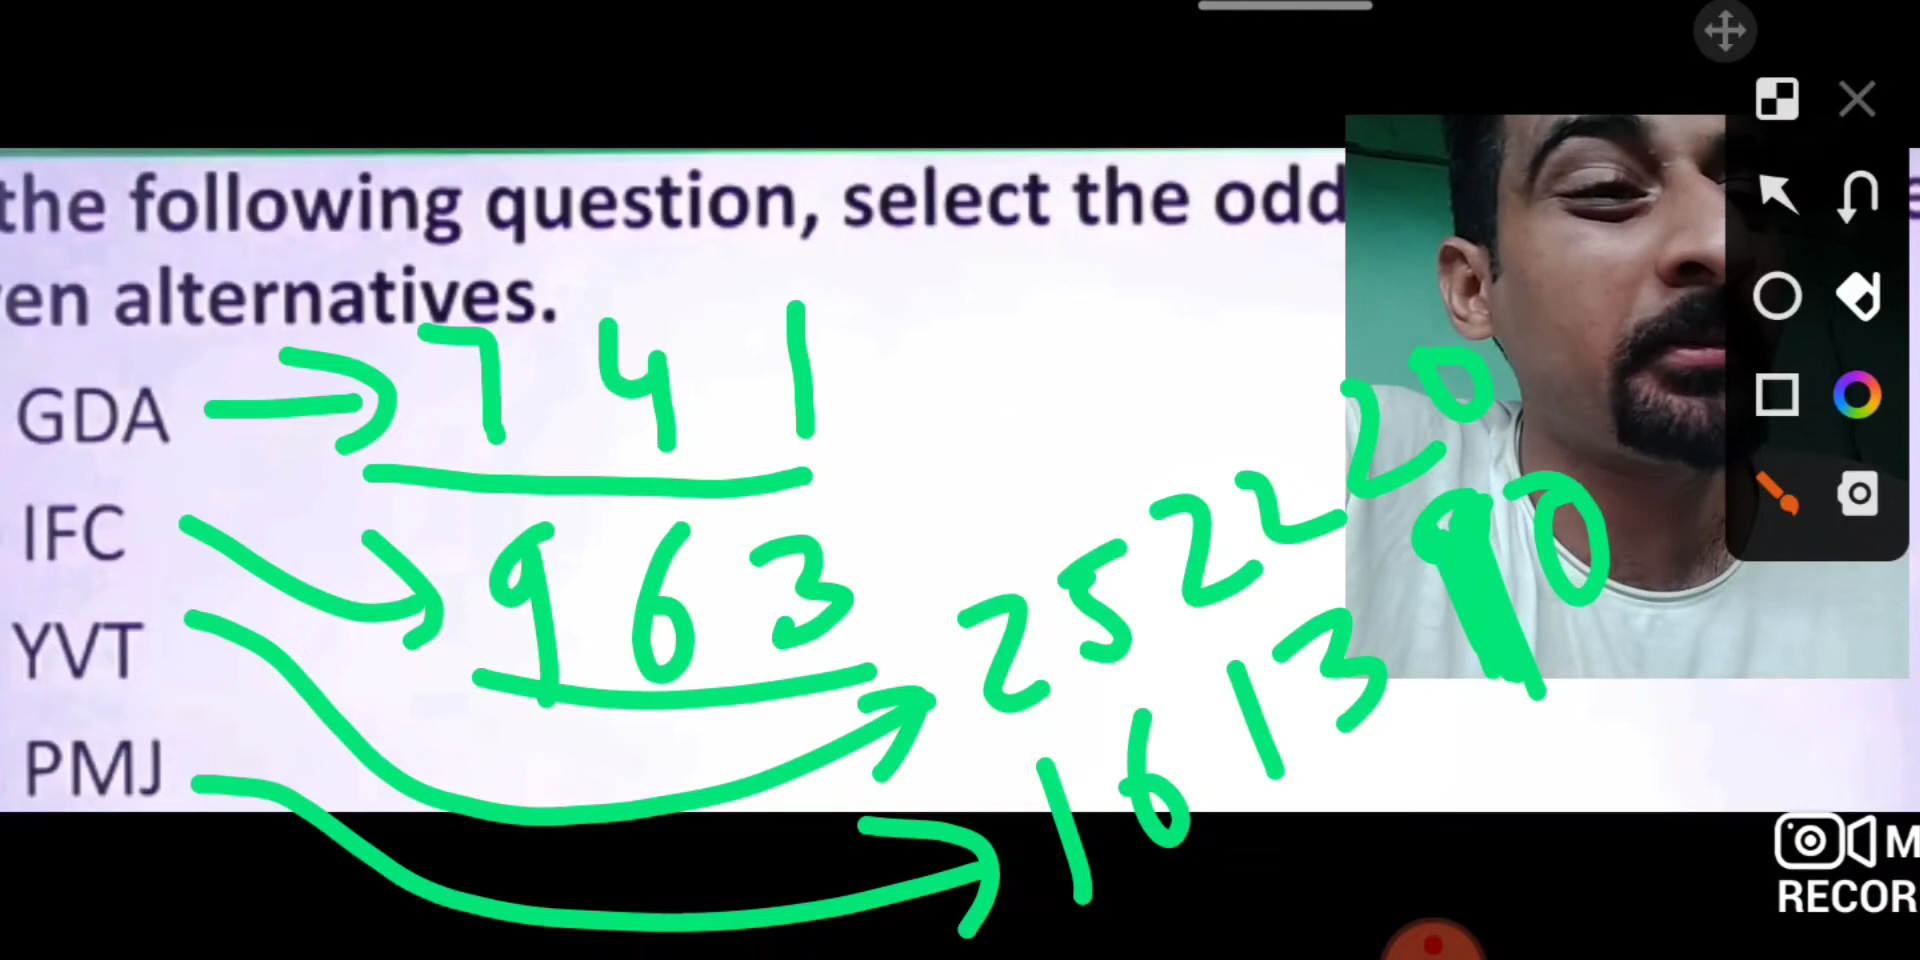 the following question, select the odd
en alternatives.
GDA 7 4 1
IFC 9 6 3
YVT 25 22 20
PMJ 16 13 10
M
RECOR